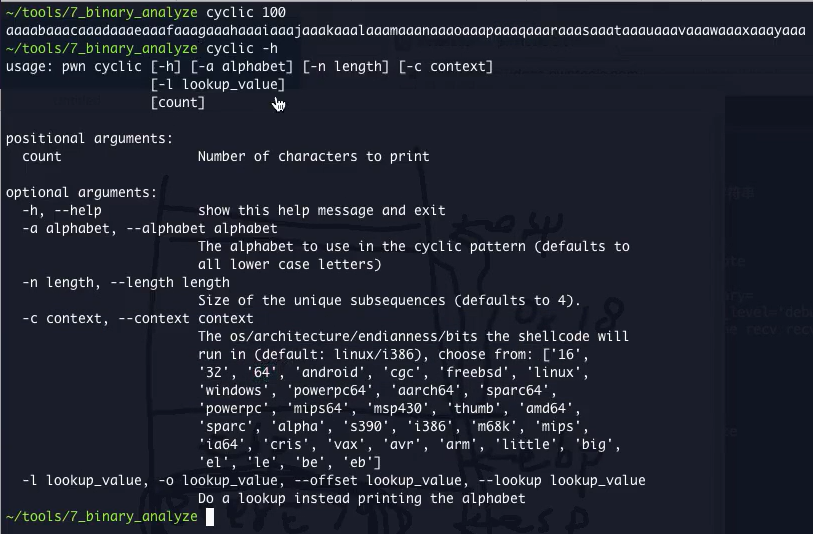 ~/tools/7_binary_analyze cyclic 100
aaaabaaacaaadaaaeaaafaaagaaahaaaiaaajaaakaaalaaamaaanaaaoaaapaaaqaaaraaasaaataaauaaavaaawaaaxaaayaaa
~/tools/7_binary_analyze cyclic -h
usage: pwn cyclic [-h] [-a alphabet] [-n length] [-c context]
[-l lookup_value]
[count]
positional arguments:
count Number of characters to print
optional arguments:
-h, --help show this help message and exit
-a alphabet, --alphabet alphabet
The alphabet to use in the cyclic pattern (defaults to
all lower case letters)
-n length, --length length
Size of the unique subsequences (defaults to 4).
-c context, --context context
The os/architecture/endianness/bits the shellcode will
run in (default: linux/i386), choose from: ['16',
'32', '64', 'android', 'cgc', 'freebsd', 'linux',
'windows', 'powerpc64', 'aarch64', 'sparc64',
'powerpc', 'mips64', 'msp430', 'thumb', 'amd64',
'sparc', 'alpha', 's390', 'i386', 'm68k', 'mips',
'ia64', 'cris', 'vax', 'avr', 'arm', 'little', 'big',
'el', 'le', 'be', 'eb']
-l lookup_value, -o lookup_value, --offset lookup_value, --lookup lookup_value
Do a lookup instead printing the alphabet
~/tools/7_binary_analyze